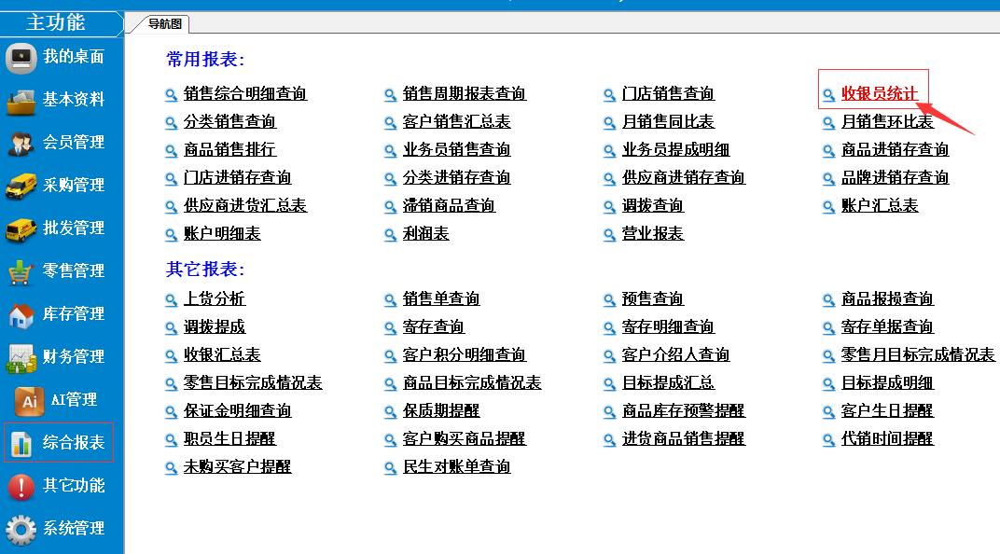 主功能
我的桌面
基本资料
会员管理
采购管理
批发管理
零售管理
库存管理
财务管理
Ai AI管理
综合报表
其它功能
系统管理
导航图
常用报表:
销售综合明细查询 销售周期报表查询 门店销售查询 收银员统计
分类销售查询 客户销售汇总表 月销售同比表 月销售环比表
商品销售排行 业务员销售查询 业务员提成明细 商品进销存查询
门店进销存查询 分类进销存查询 供应商进销存查询 品牌进销存查询
供应商进货汇总表 滞销商品查询 调拨查询 账户汇总表
账户明细表 利润表 营业报表
其它报表:
上货分析 销售单查询 预售查询 商品报损查询
调拨提成 寄存查询 寄存明细查询 寄存单据查询
收银汇总表 客户积分明细查询 客户介绍人查询 零售月目标完成情况表
零售目标完成情况表 商品目标完成情况表 目标提成汇总 目标提成明细
保证金明细查询 保质期提醒 商品库存预警提醒 客户生日提醒
职员生日提醒 客户购买商品提醒 进货商品销售提醒 代销时间提醒
未购买客户提醒 民生对账单查询